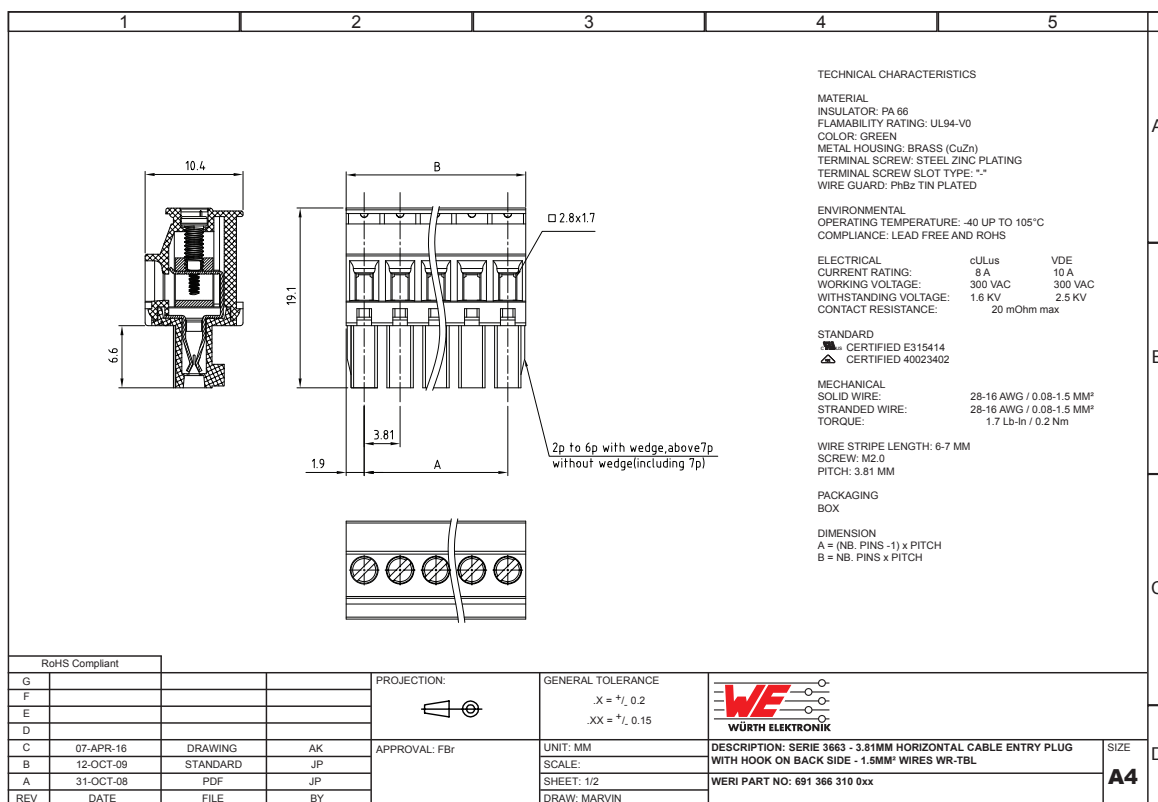 1 2 3 4 5
A
B
C
D
TECHNICAL CHARACTERISTICS
MATERIAL
INSULATOR: PA 66
FLAMABILITY RATING: UL94-V0
COLOR: GREEN
METAL HOUSING: BRASS (CuZn)
TERMINAL SCREW: STEEL ZINC PLATING
TERMINAL SCREW SLOT TYPE: "-"
WIRE GUARD: PhBz TIN PLATED
ENVIRONMENTAL
OPERATING TEMPERATURE: -40 UP TO 105°C
COMPLIANCE: LEAD FREE AND ROHS
ELECTRICAL cULus VDE
CURRENT RATING: 8 A 10 A
WORKING VOLTAGE: 300 VAC 300 VAC
WITHSTANDING VOLTAGE: 1.6 KV 2.5 KV
CONTACT RESISTANCE: 20 mOhm max
STANDARD
CERTIFIED E315414
CERTIFIED 40023402
MECHANICAL
SOLID WIRE: 28-16 AWG / 0.08-1.5 MM²
STRANDED WIRE: 28-16 AWG / 0.08-1.5 MM²
TORQUE: 1.7 Lb-In / 0.2 Nm
WIRE STRIPE LENGTH: 6-7 MM
SCREW: M2.0
PITCH: 3.81 MM
PACKAGING
BOX
DIMENSION
A = (NB. PINS -1) x PITCH
B = NB. PINS x PITCH
10.4
B
□ 2.8x1.7
19.1
6.6
3.81
1.9
A
2p to 6p with wedge,above7p
without wedge(including 7p)
RoHS Compliant
G
F
E
D
C 07-APR-16 DRAWING AK
B 12-OCT-09 STANDARD JP
A 31-OCT-08 PDF JP
REV DATE FILE BY
PROJECTION:
APPROVAL: FBr
GENERAL TOLERANCE
.X = +/- 0.2
.XX = +/- 0.15
UNIT: MM
SCALE:
SHEET: 1/2
DRAW: MARVIN
WE
WÜRTH ELEKTRONIK
DESCRIPTION: SERIE 3663 - 3.81MM HORIZONTAL CABLE ENTRY PLUG
WITH HOOK ON BACK SIDE - 1.5MM² WIRES WR-TBL
WERI PART NO: 691 366 310 0xx
SIZE
A4